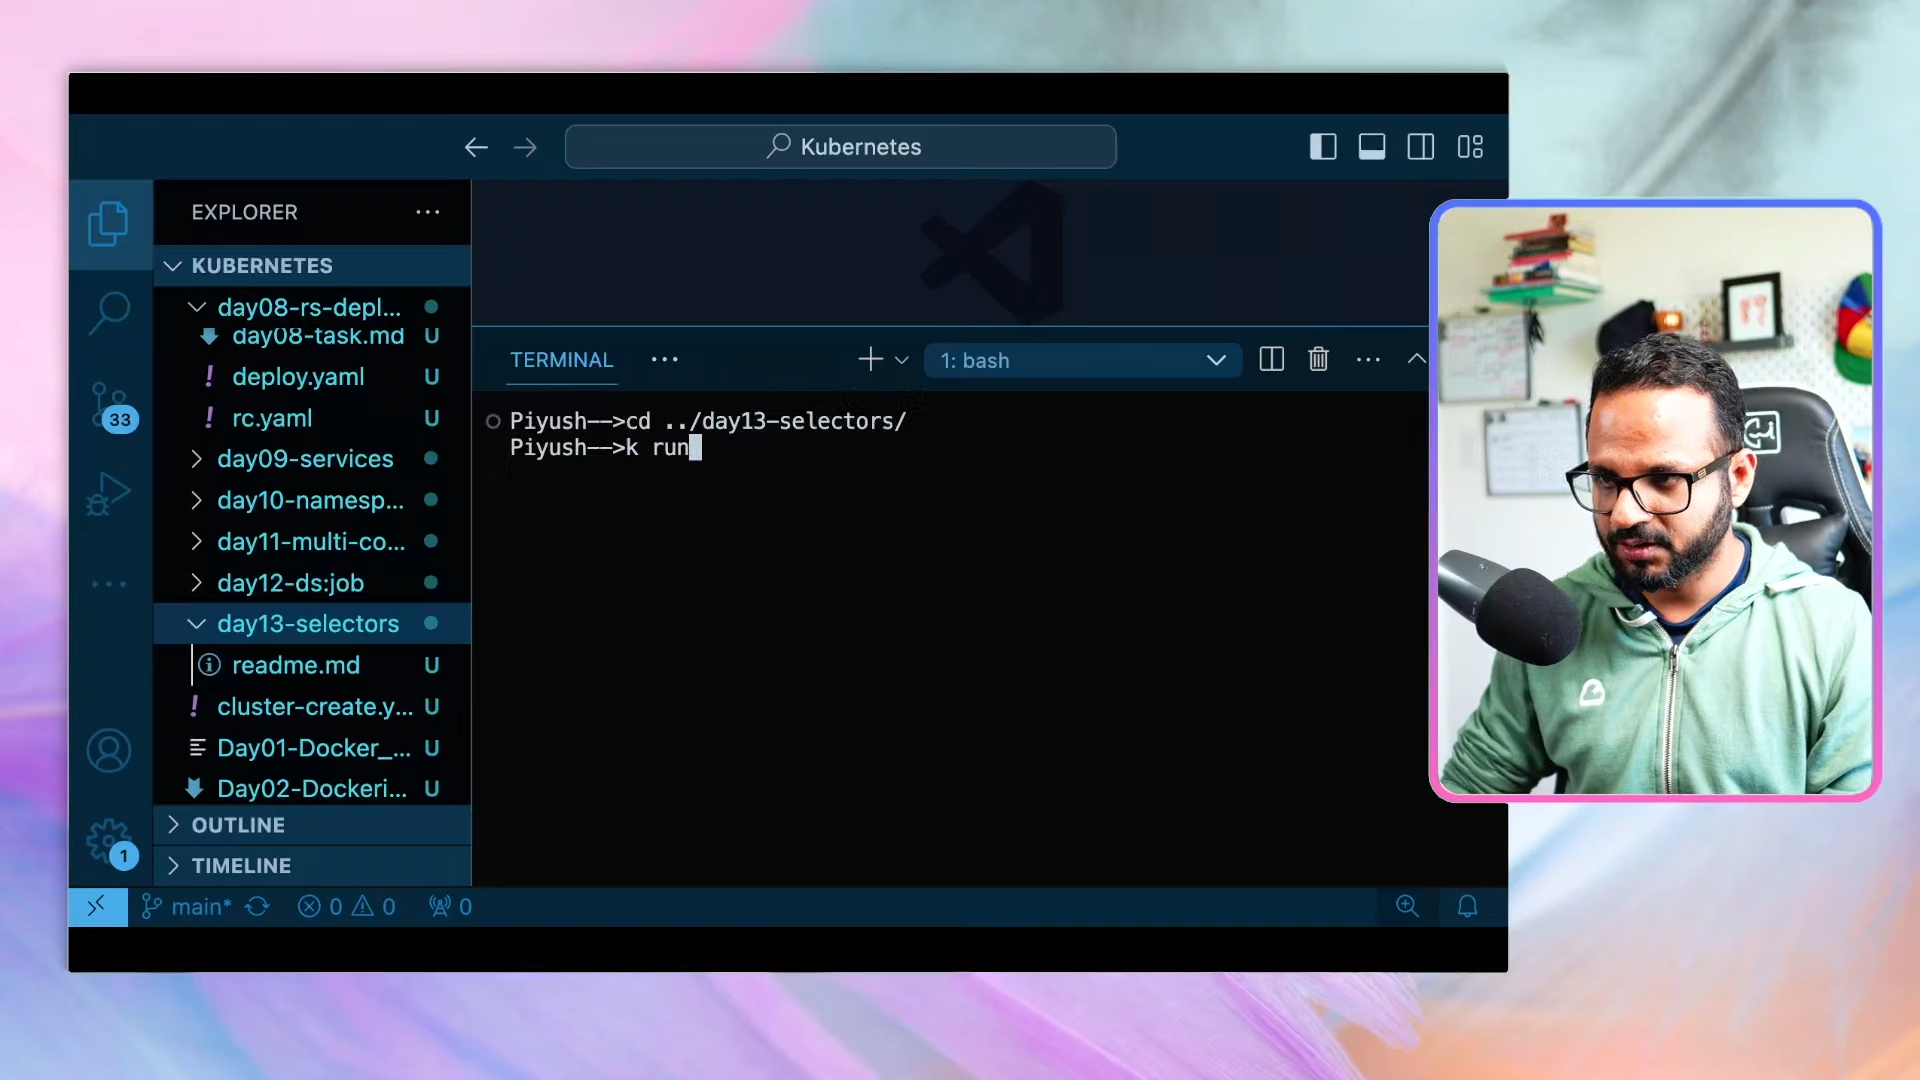 Kubernetes
EXPLORER
KUBERNETES
day08-rs-depl...
day08-task.md U
deploy.yaml U
rc.yaml U
day09-services
day10-namesp...
day11-multi-co...
day12-ds:job
day13-selectors
readme.md U
cluster-create.y... U
Day01-Docker_... U
Day02-Dockeri... U
OUTLINE
TIMELINE
33
1
TERMINAL
1: bash
Piyush-->cd ../day13-selectors/
Piyush-->k run
main* 0 0 0